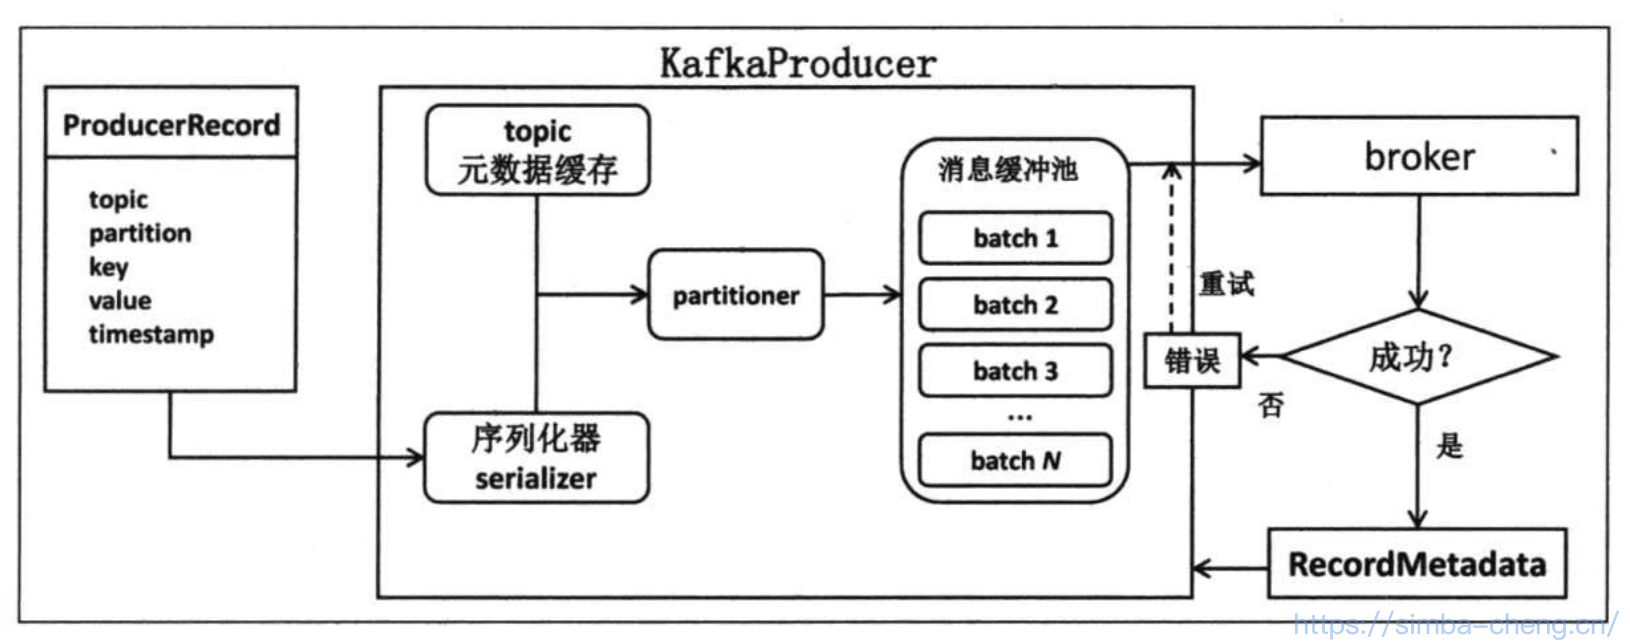 KafkaProducer
ProducerRecord
topic
partition
key
value
timestamp
topic
元数据缓存
序列化器
serializer
partitioner
消息缓冲池
batch 1
batch 2
batch 3
...
batch N
broker
重试
错误
成功?
否
是
RecordMetadata
https://simba-cheng.cn/